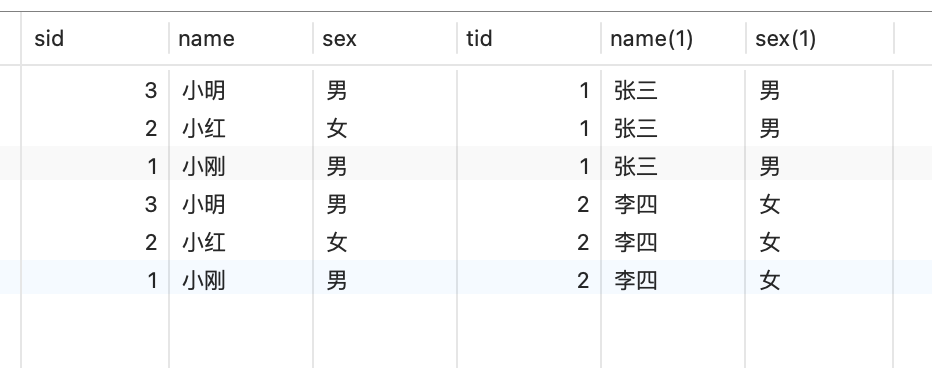 sid name sex tid name(1) sex(1)
3 小明 男 1 张三 男
2 小红 女 1 张三 男
1 小刚 男 1 张三 男
3 小明 男 2 李四 女
2 小红 女 2 李四 女
1 小刚 男 2 李四 女